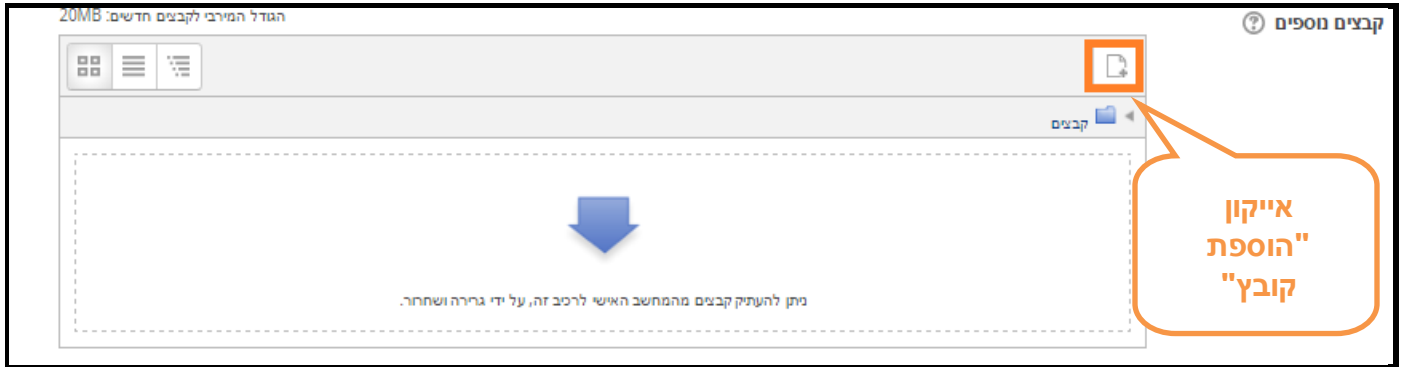 קבצים נוספים
הגודל המירבי לקבצים חדשים: 20MB
קבצים
ניתן להעתיק קבצים מהמחשב האישי לרכיב זה, על ידי גרירה ושחרור.
אייקון
"הוספת
קובץ"